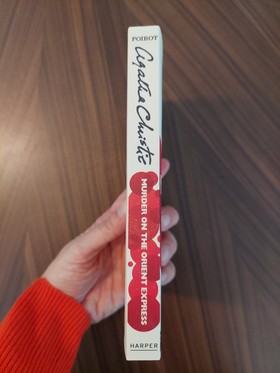 POIROT
Agatha Christie
MURDER ON THE ORIENT EXPRESS
HARPER